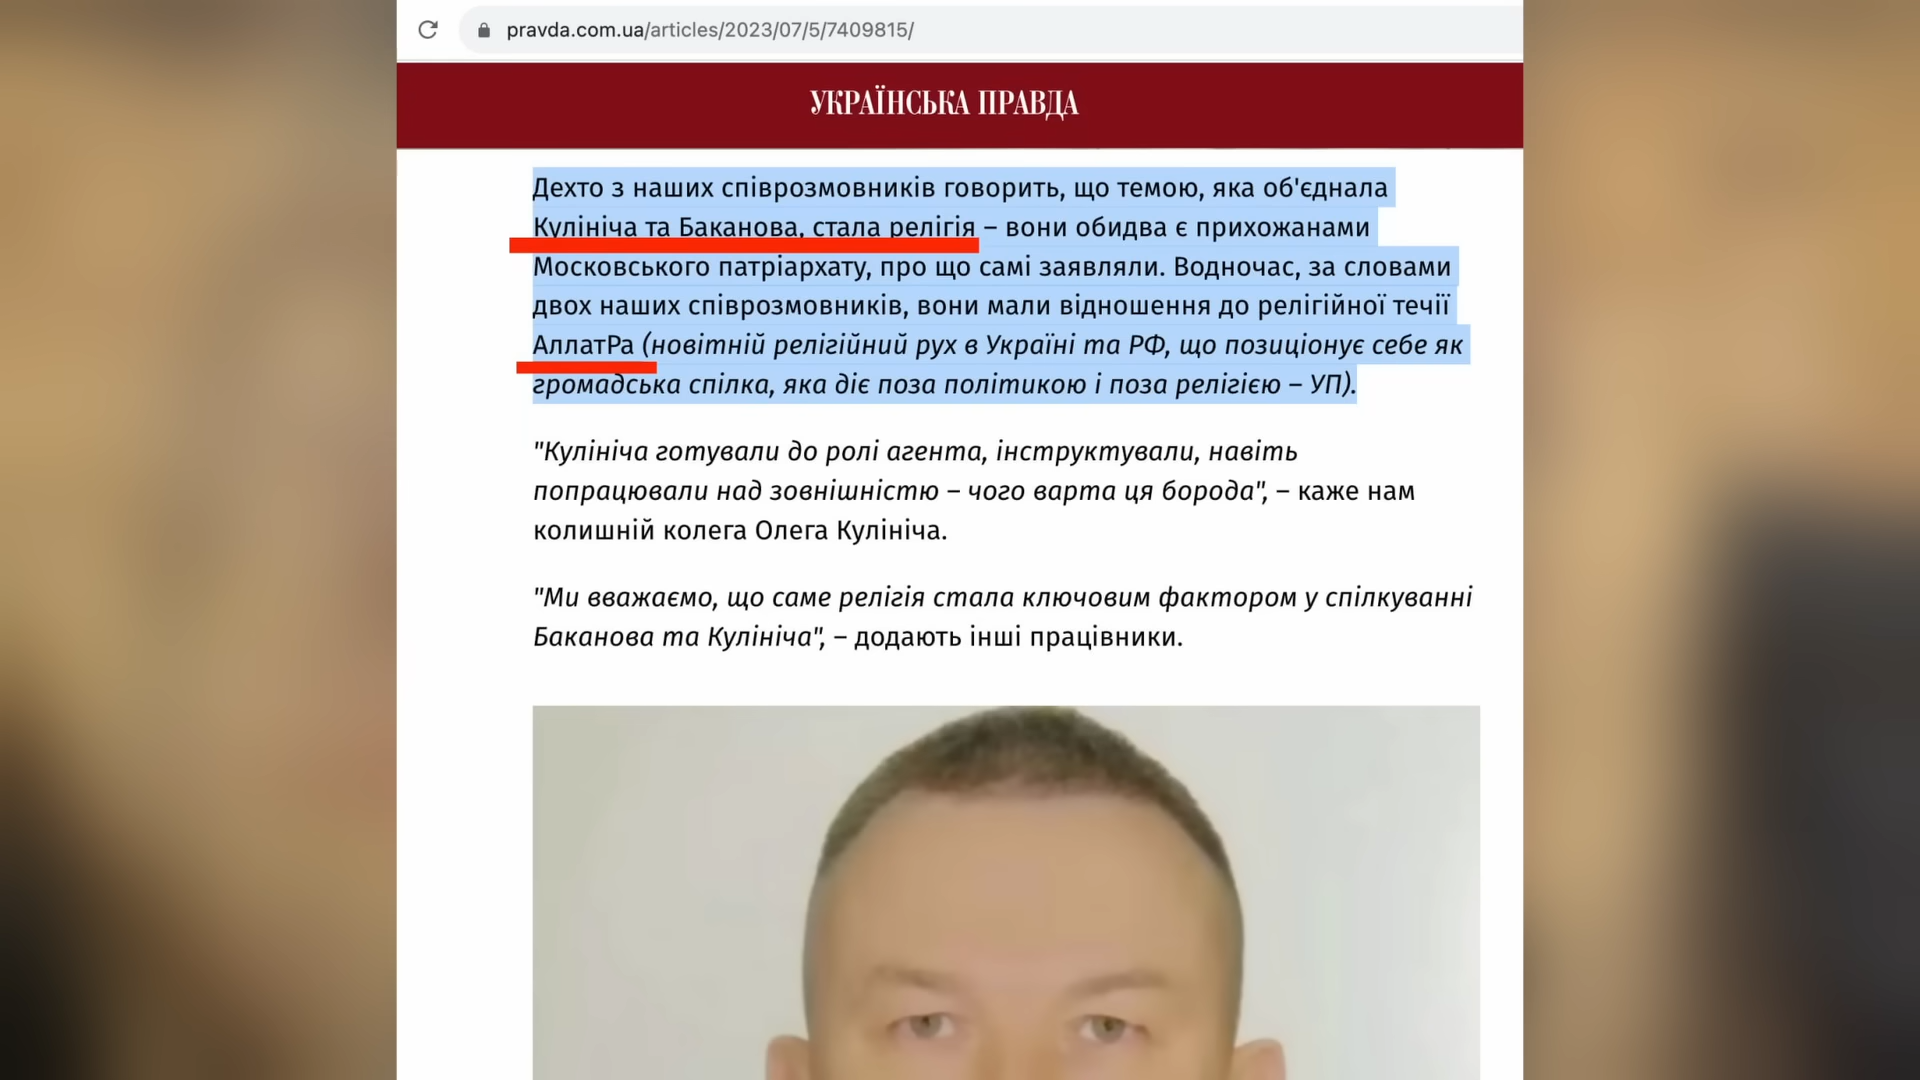 pravda.com.ua/articles/2023/07/5/7409815/
УКРАЇНСЬКА ПРАВДА
Дехто з наших співрозмовників говорить, що темою, яка об'єднала
Кулініча та Баканова, стала релігія – вони обидва є прихожанами
Московського патріархату, про що самі заявляли. Водночас, за словами
двох наших співрозмовників, вони мали відношення до релігійної течії
АллатРа (новітній релігійний рух в Україні та РФ, що позиціонує себе як
громадська спілка, яка діє поза політикою і поза релігією – УП).
"Кулініча готували до ролі агента, інструктували, навіть
попрацювали над зовнішністю – чого варта ця борода", – каже нам
колишній колега Олега Кулініча.
"Ми вважаємо, що саме релігія стала ключовим фактором у спілкуванні
Баканова та Кулініча", – додають інші працівники.